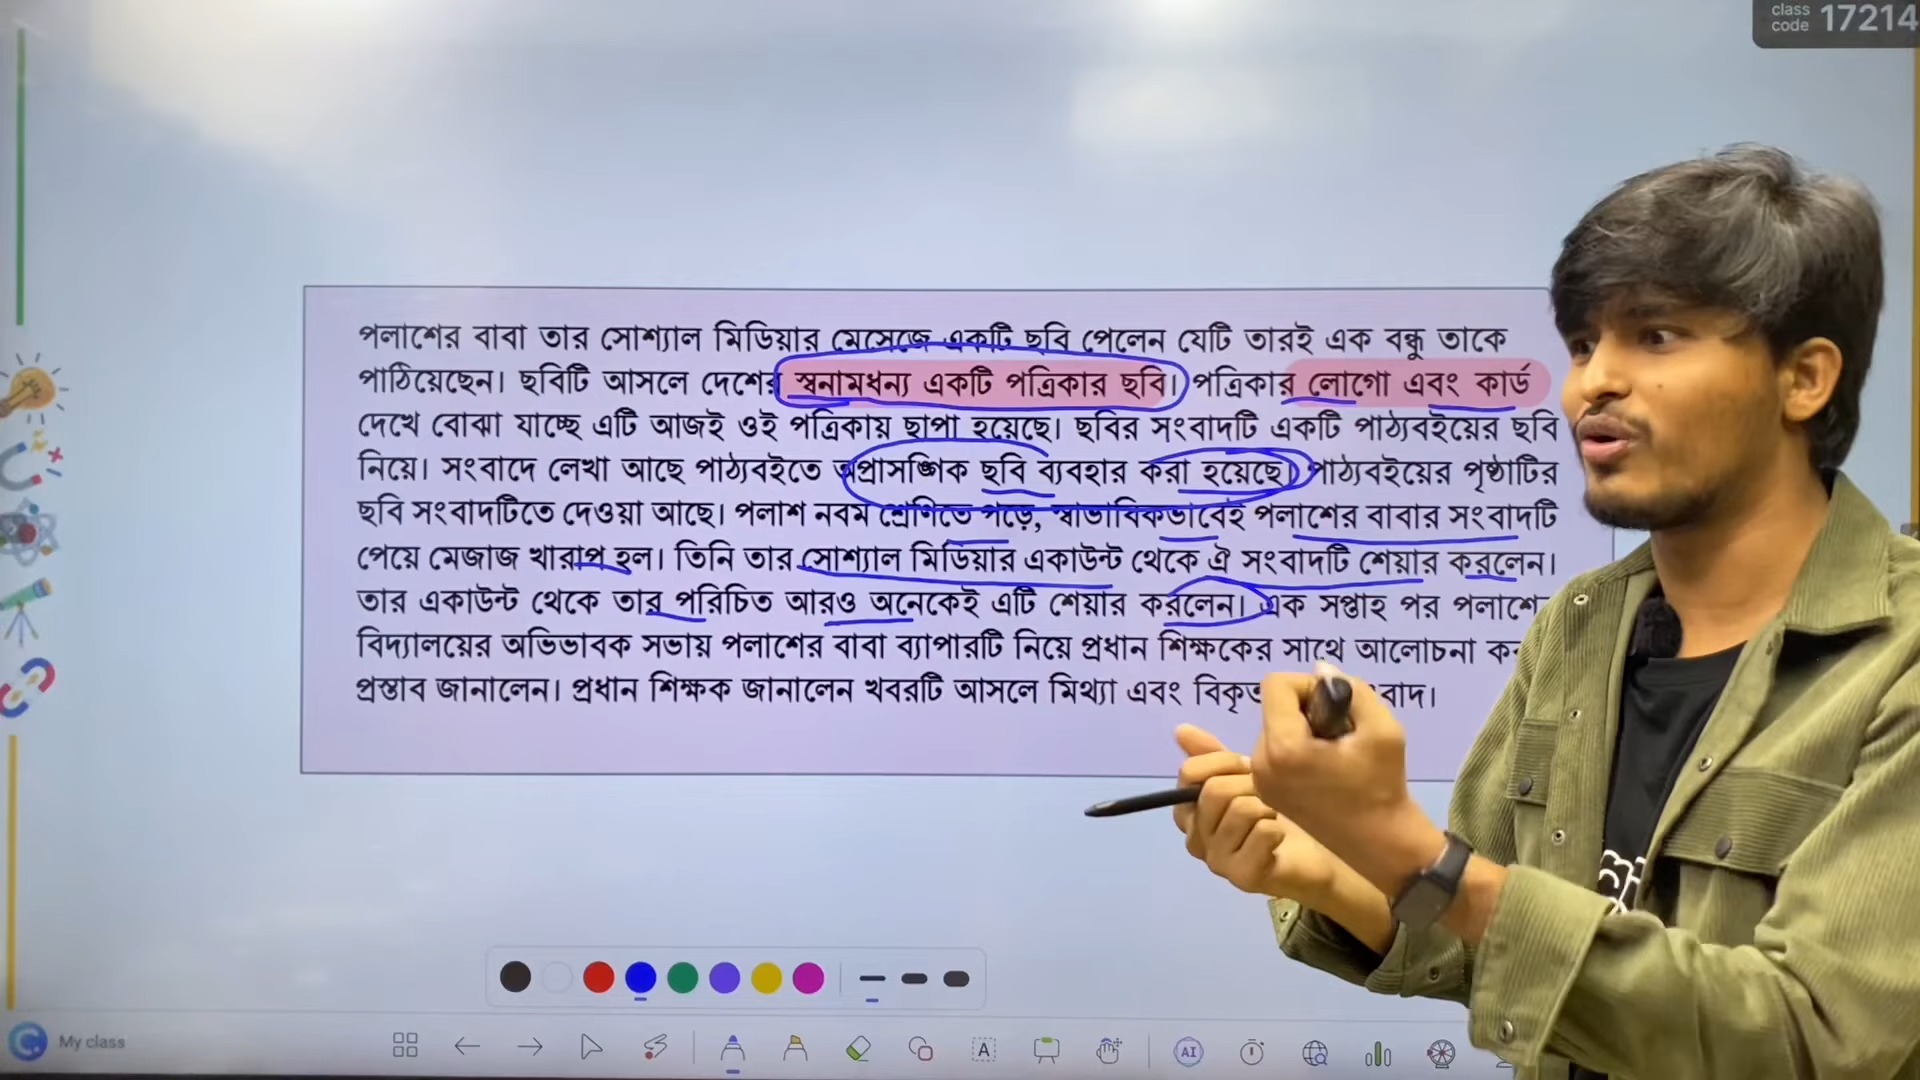 class
code 17214
পলাশের বাবা তার সোশ্যাল মিডিয়ার মেসেজে একটি ছবি পেলেন যেটি তারই এক বন্ধু তাকে
পাঠিয়েছেন। ছবিটি আসলে দেশের স্বনামধন্য একটি পত্রিকার ছবি। পত্রিকার লোগো এবং কার্ড
দেখে বোঝা যাচ্ছে এটি আজই ওই পত্রিকায় ছাপা হয়েছে। ছবির সংবাদটি একটি পাঠ্যবইয়ের ছবি
নিয়ে। সংবাদে লেখা আছে পাঠ্যবইতে অপ্রাসঙ্গিক ছবি ব্যবহার করা হয়েছে। পাঠ্যবইয়ের পৃষ্ঠাটির
ছবি সংবাদটিতে দেওয়া আছে। পলাশ নবম শ্রেণিতে পড়ে, স্বাভাবিকভাবেই পলাশের বাবার সংবাদটি
পেয়ে মেজাজ খারাপ হল। তিনি তার সোশ্যাল মিডিয়ার একাউন্ট থেকে ঐ সংবাদটি শেয়ার করলেন।
তার একাউন্ট থেকে তার পরিচিত আরও অনেকেই এটি শেয়ার করলেন। এক সপ্তাহ পর
বিদ্যালয়ের অভিভাবক সভায় পলাশের বাবা ব্যাপারটি নিয়ে প্রধান শিক্ষকের সাথে আলোচনা
প্রস্তাব জানালেন। প্রধান শিক্ষক জানালেন খবরটি আসলে মিথ্যা এবং
My class
A
AI